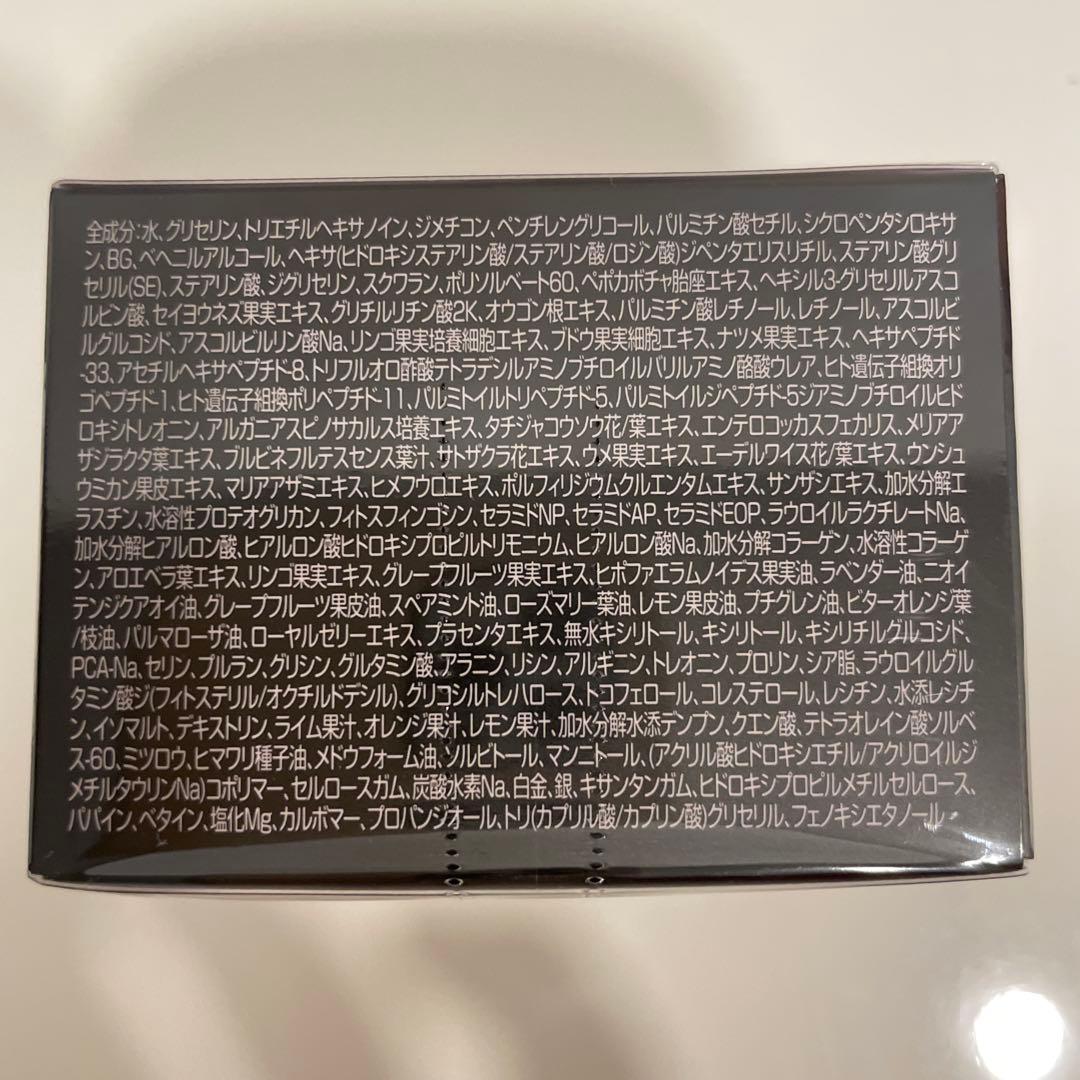 全成分:水、グリセリン、トリエチルヘキサノイン、ジメチコン、ペンチレングリコール、パルミチン酸セチル、シクロペンタシロキサ
ン、BG、ベヘニルアルコール、ヘキサ(ヒドロキシステアリン酸/ステアリン酸/ロジン酸)ジペンタエリスリチル、ステアリン酸グリ
セリル(SE)、ステアリン酸、ジグリセリン、スクワラン、ポリソルベート60、ペポカボチャ胎座エキス、ヘキシル3-グリセリルアスコ
ルビン酸、セイヨウネズ果実エキス、グリチルリチン酸2K、オウゴン根エキス、パルミチン酸レチノール、レチノール、アスコルビ
ルグルコシド、アスコルビルリン酸Na、リンゴ果実培養細胞エキス、ブドウ果実細胞エキス、ナツメ果実エキス、ヘキサペプチド
-33、アセチルヘキサペプチド-8、トリフルオロ酢酸テトラデシルアミノブチロイルバリルアミノ酪酸ウレア、ヒト遺伝子組換オリ
ゴペプチド-1、ヒト遺伝子組換ポリペプチド-11、パルミトイルトリペプチド-5、パルミトイルジペプチド-5ジアミノブチロイルヒド
ロキシトレオニン、アルガニアスピノサカルス培養エキス、タチジャコウソウ花/葉エキス、エンテロコッカスフェカリス、メリアア
ザジラクタ葉エキス、ブルビネフルテスセンス葉汁、サトザクラ花エキス、ウメ果実エキス、エーデルワイス花/葉エキス、ウンシュ
ウミカン果皮エキス、マリアアザミエキス、ヒメフウロエキス、ポルフィリジウムクルエンタムエキス、サンザシエキス、加水分解エ
ラスチン、水溶性プロテオグリカン、フィトスフィンゴシン、セラミドNP、セラミドAP、セラミドEOP、ラウロイルラクチレートNa、
加水分解ヒアルロン酸、ヒアルロン酸ヒドロキシプロピルトリモニウム、ヒアルロン酸Na、加水分解コラーゲン、水溶性コラーゲ
ン、アロエベラ葉エキス、リンゴ果実エキス、グレープフルーツ果実エキス、ヒポファエラムノイデス果実油、ラベンダー油、ニオイ
テンジクアオイ油、グレープフルーツ果皮油、スペアミント油、ローズマリー葉油、レモン果皮油、プチグレン油、ビターオレンジ葉
/枝油、パルマローザ油、ローヤルゼリーエキス、プラセンタエキス、無水キシリトール、キシリトール、キシリチルグルコシド、
PCA-Na、セリン、プルラン、グリシン、グルタミン酸、アラニン、リシン、アルギニン、トレオニン、プロリン、シア脂、ラウロイルグル
タミン酸ジ(フィトステリル/オクチルドデシル)、グリコシルトレハロース、トコフェロール、コレステロール、レシチン、水添レシチ
ン、イソマルト、デキストリン、ライム果汁、オレンジ果汁、レモン果汁、加水分解水添デンプン、クエン酸、テトラオレイン酸ソルベ
ス-60、ミツロウ、ヒマワリ種子油、メドウフォーム油、ソルビトール、マンニトール、(アクリル酸ヒドロキシエチル/アクリロイルジ
メチルタウリンNa)コポリマー、セルロースガム、炭酸水素Na、白金、銀、キサンタンガム、ヒドロキシプロピルメチルセルロース、
パパイン、ベタイン、塩化Mg、カルボマー、プロパンジオール、トリ(カプリル酸/カプリン酸)グリセリル、フェノキシエタノール